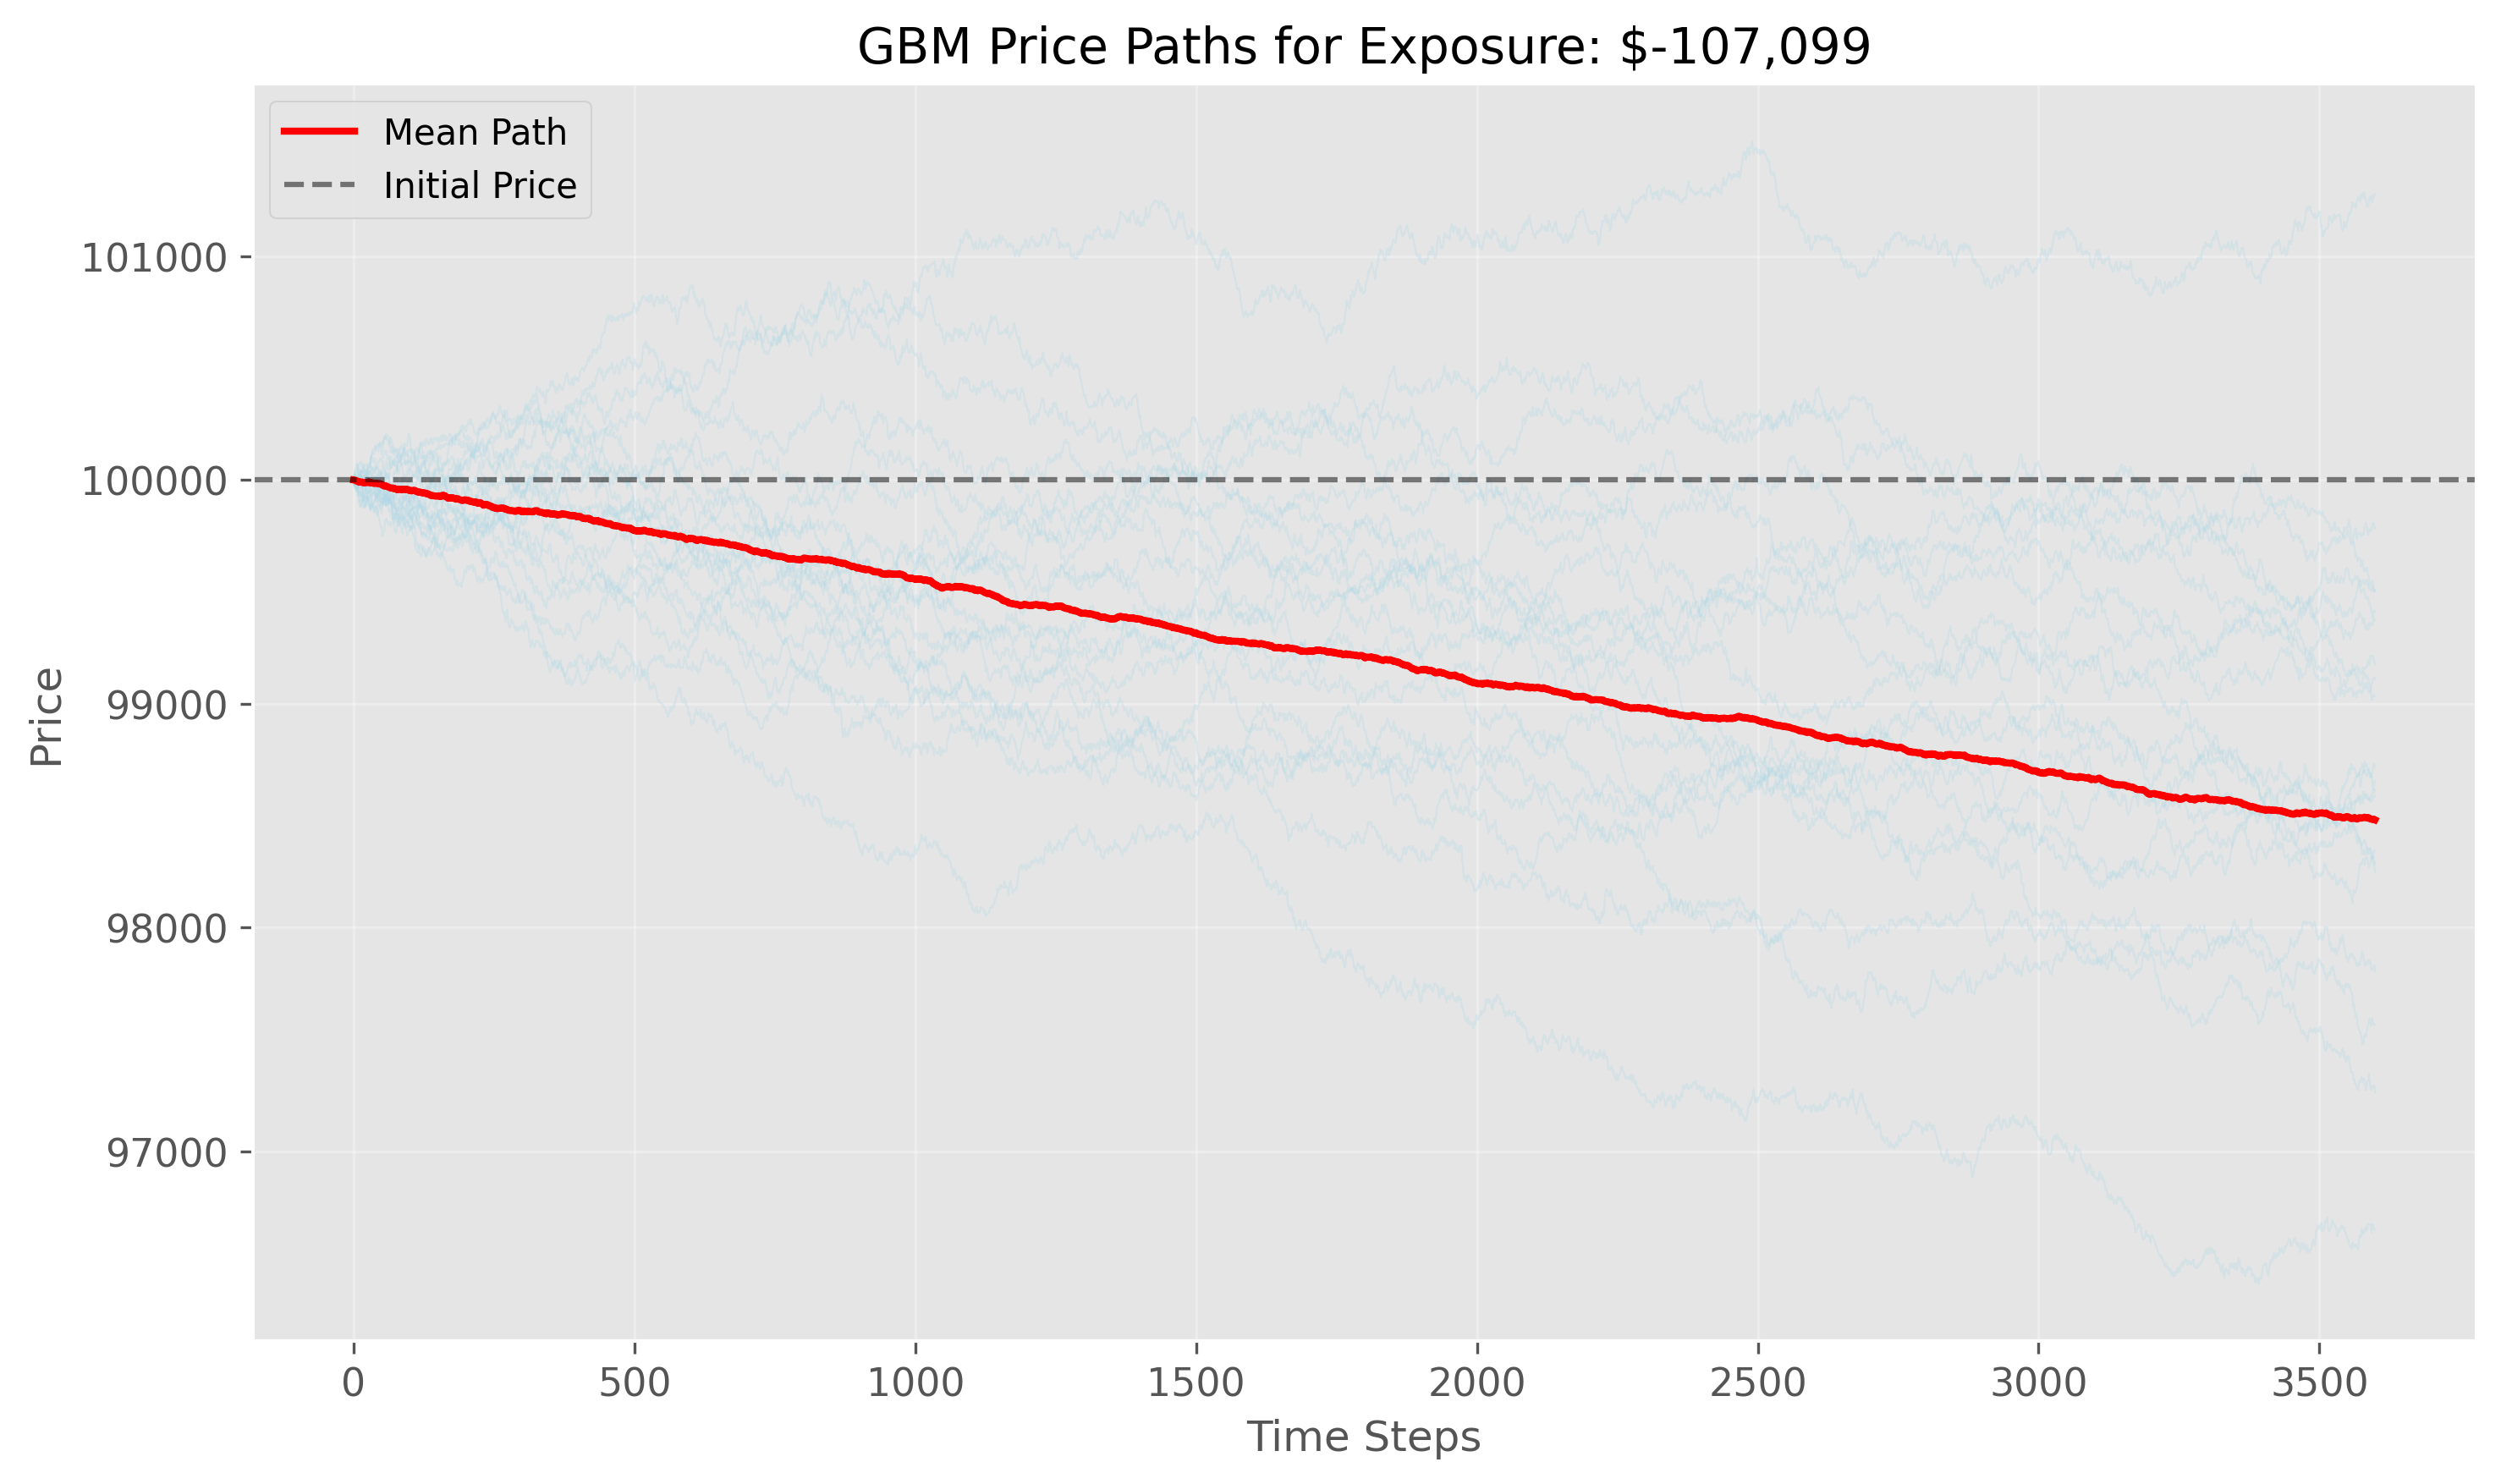 GBM Price Paths for Exposure: $-107,099
Mean Path
Initial Price
101000
100000
99000
98000
97000
Price
0 500 1000 1500 2000 2500 3000 3500
Time Steps